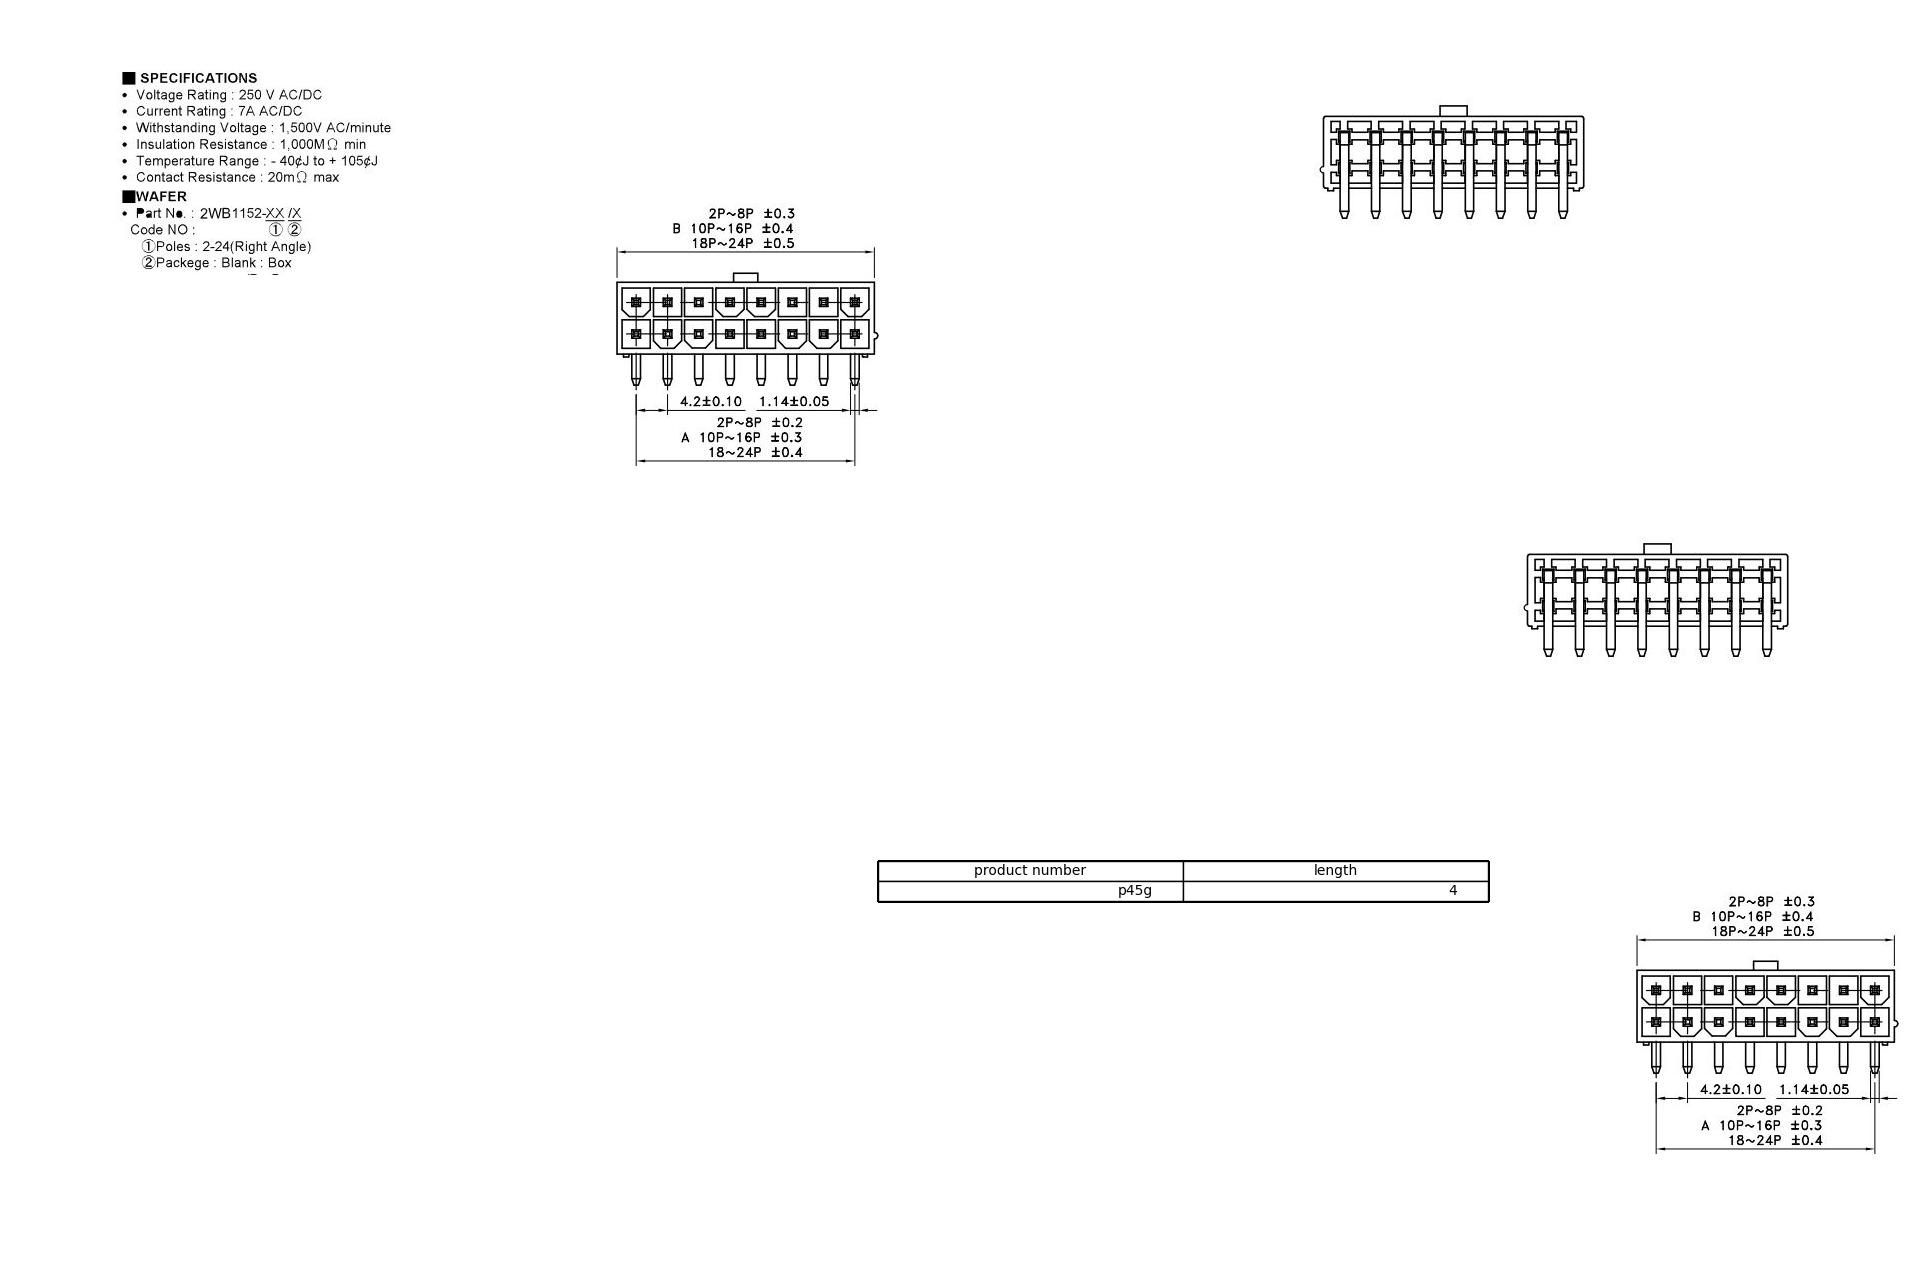 ■ SPECIFICATIONS
• Voltage Rating : 250 V AC/DC
• Current Rating : 7A AC/DC
• Withstanding Voltage : 1,500V AC/minute
• Insulation Resistance : 1,000MΩ min
• Temperature Range : - 40¢J to + 105¢J
• Contact Resistance : 20mΩ max
■WAFER
• Part No. : 2WB1152-XX /X
Code NO : ① ②
①Poles : 2-24(Right Angle)
②Packege : Blank : Box
2P~8P ±0.3
B 10P~16P ±0.4
18P~24P ±0.5
4.2±0.10 1.14±0.05
2P~8P ±0.2
A 10P~16P ±0.3
18~24P ±0.4
product number length
p45g 4
2P~8P ±0.3
B 10P~16P ±0.4
18P~24P ±0.5
4.2±0.10 1.14±0.05
2P~8P ±0.2
A 10P~16P ±0.3
18~24P ±0.4